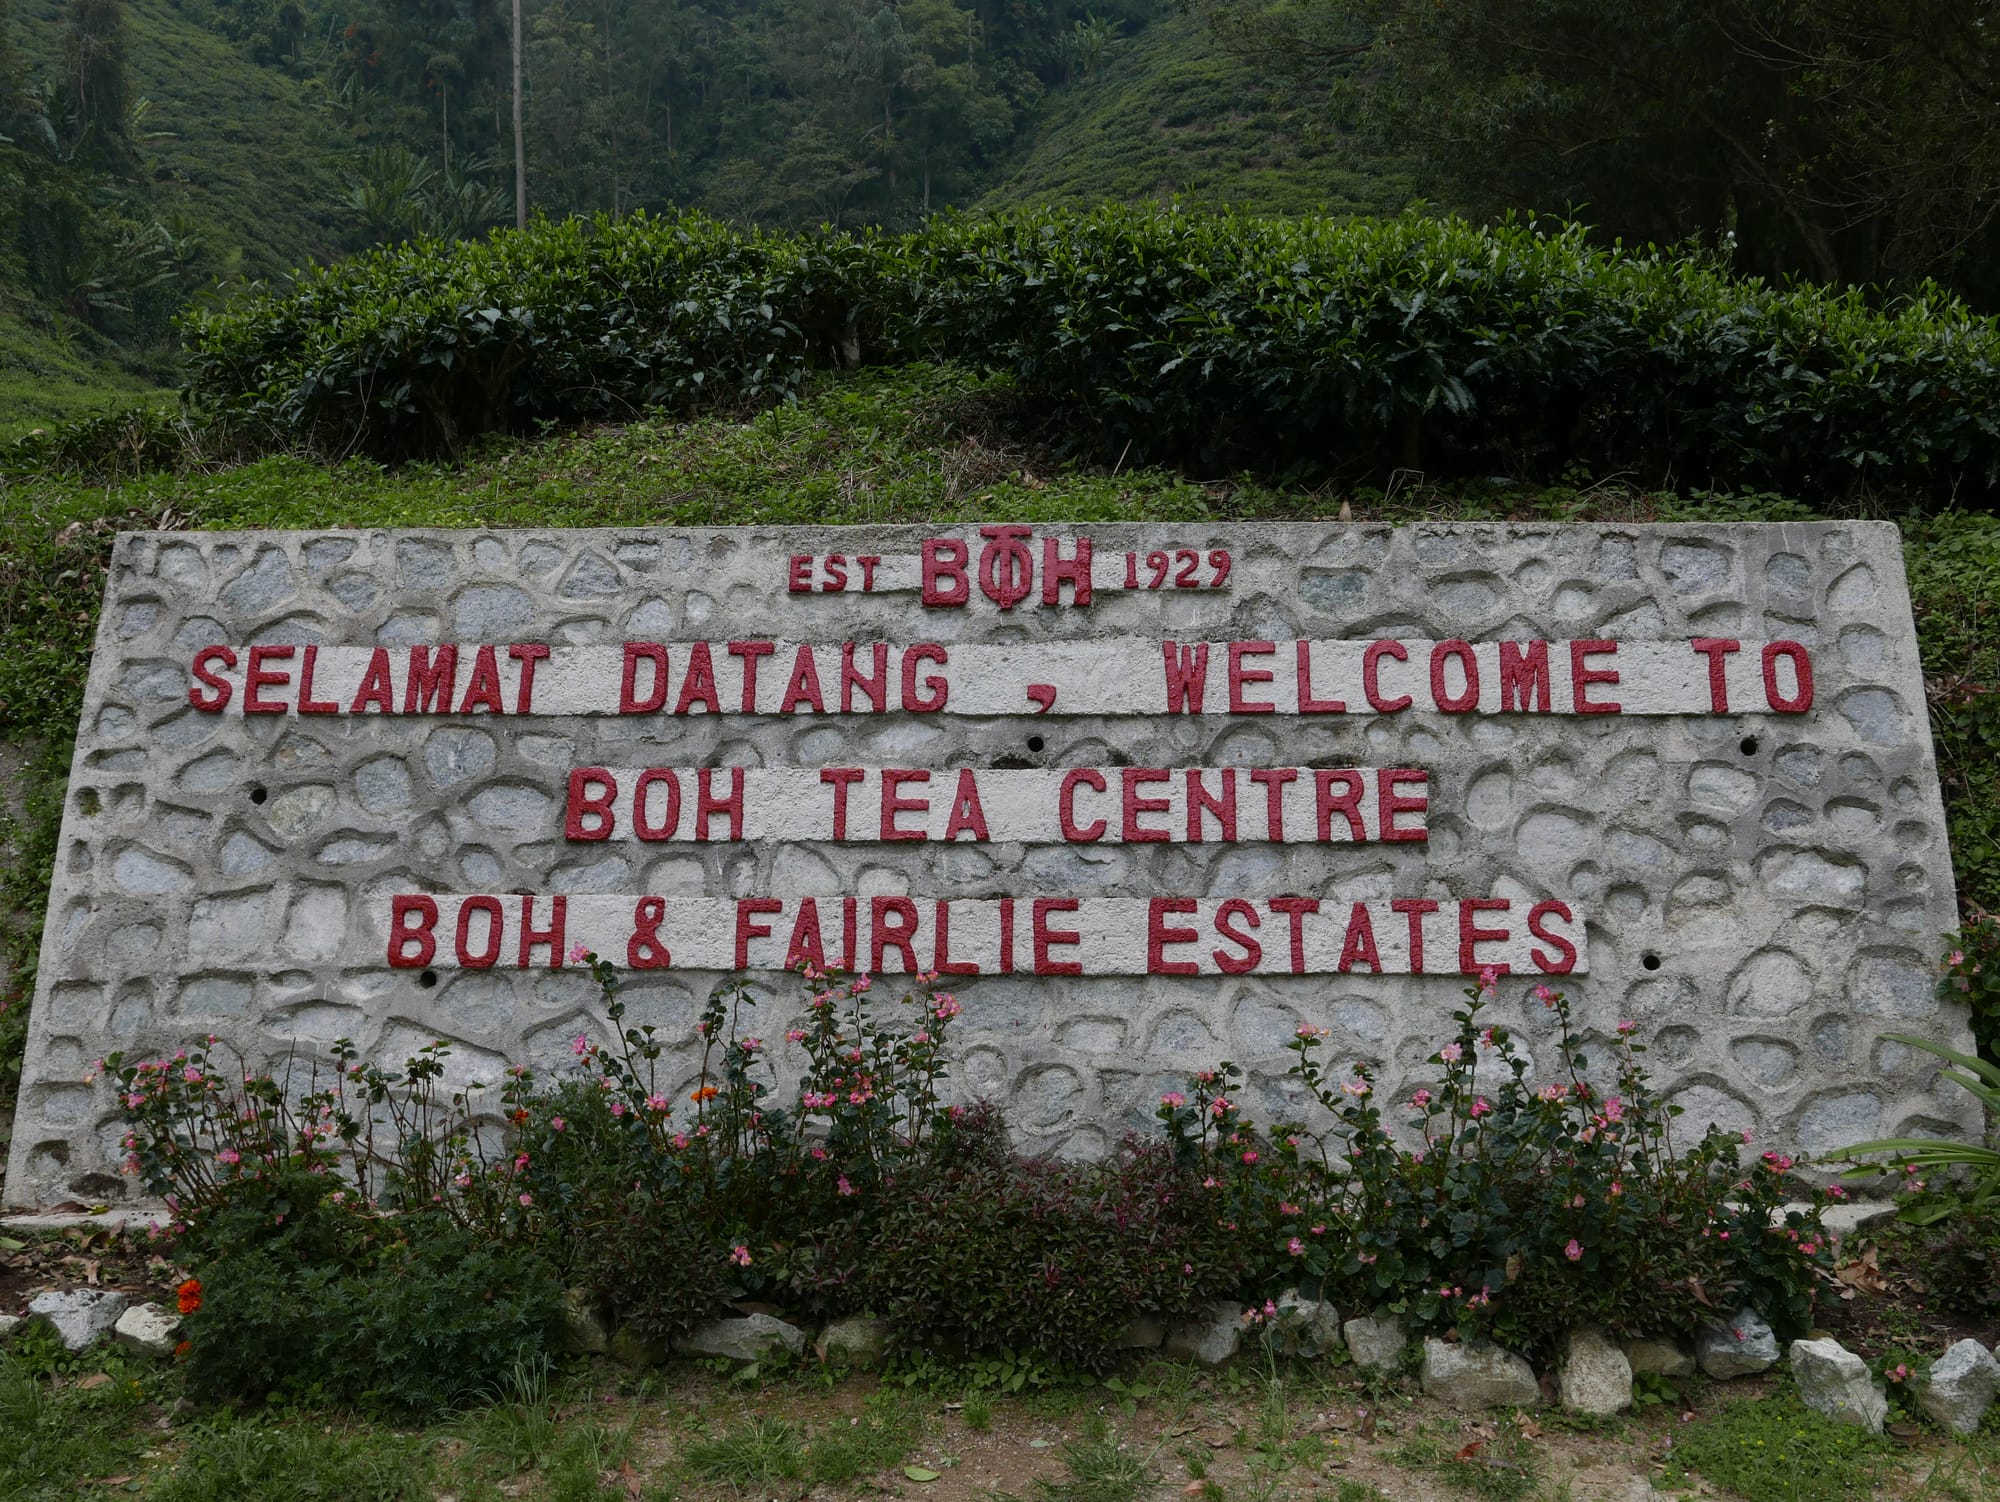 EST BOH 1929
SELAMAT DATANG , WELCOME TO
BOH TEA CENTRE
BOH & FAIRLIE ESTATES